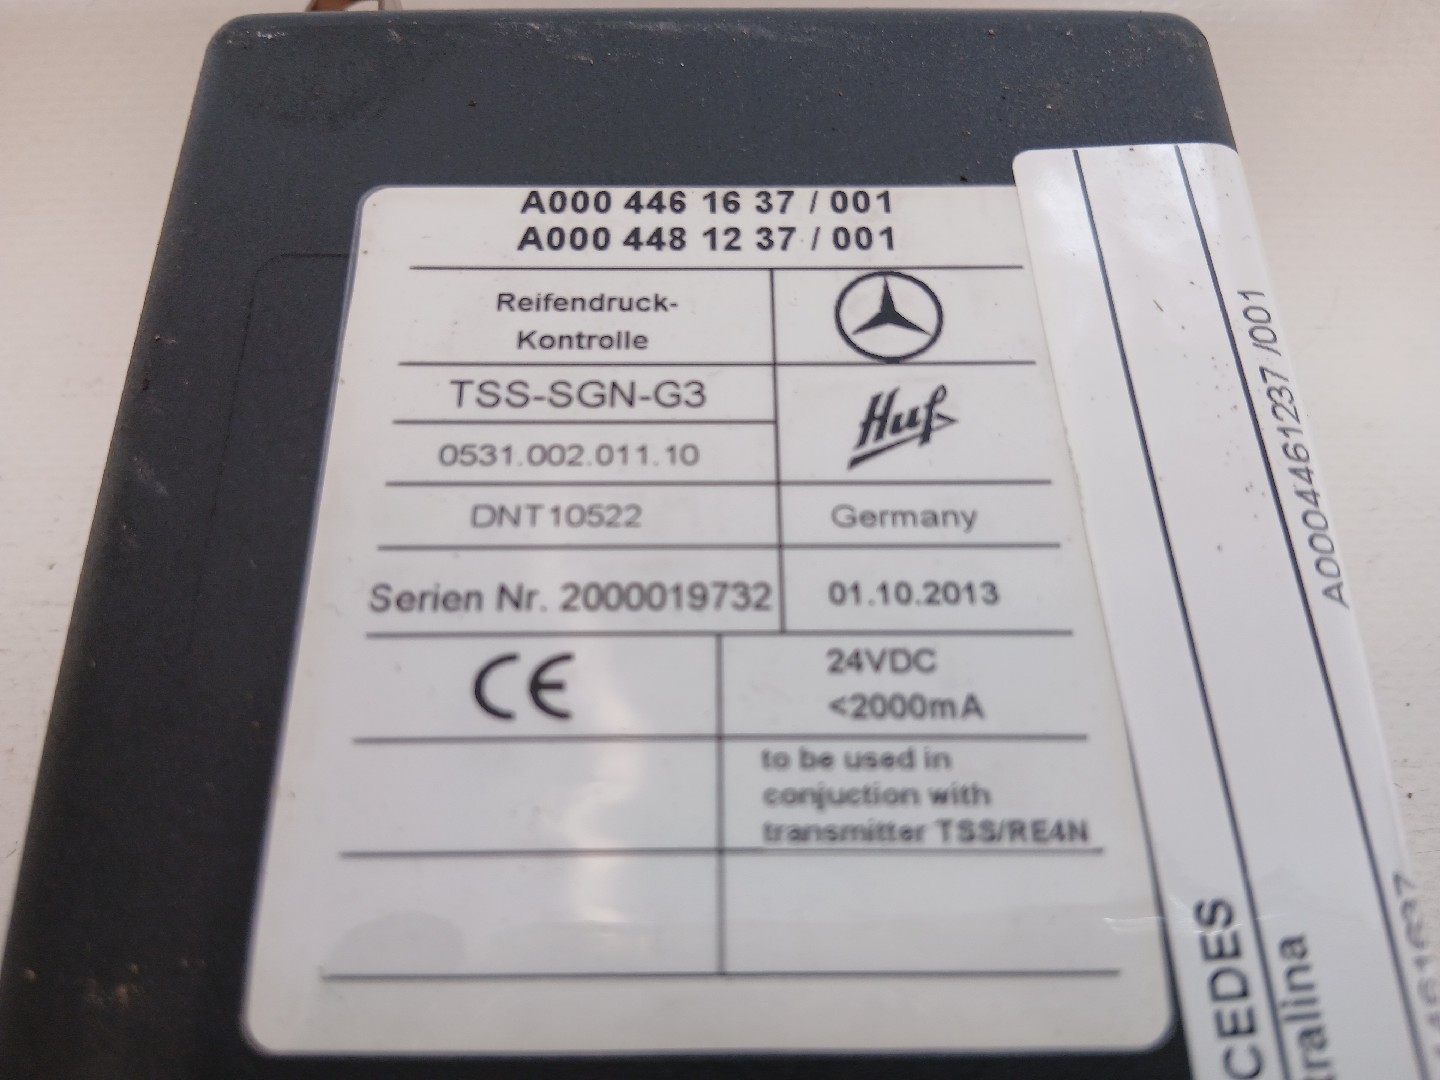 A000 446 16 37 / 001
A000 448 12 37 / 001
Reifendruck-
Kontrolle
TSS-SGN-G3
Huf
0531.002.011.10
DNT10522
Germany
Serien Nr. 2000019732
01.10.2013
CE
24VDC
<2000mA
to be used in
conjuction with
transmitter TSS/RE4N
A0004461237 /001
CEDES
tralina